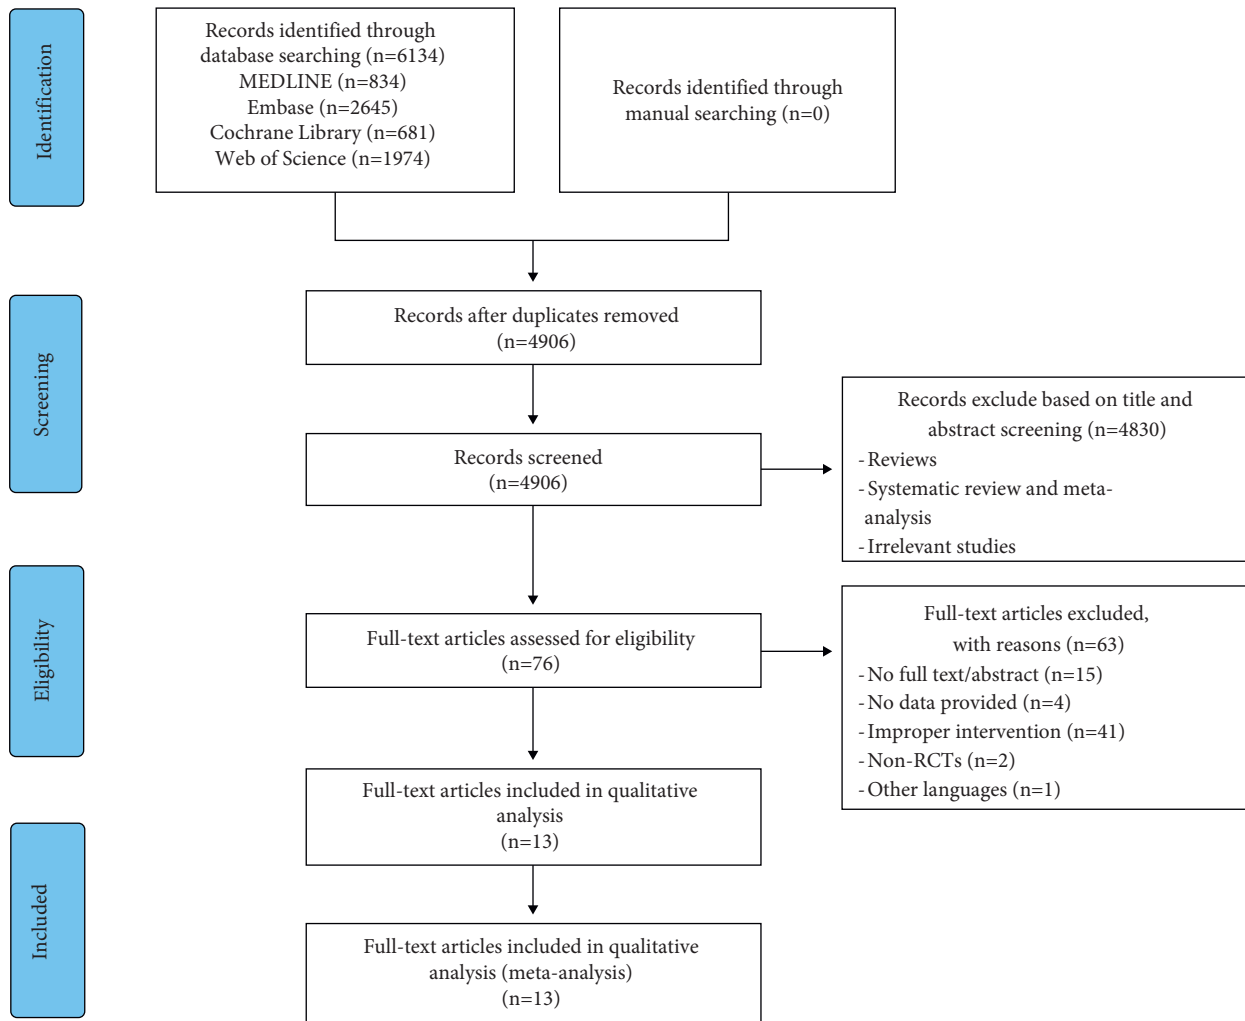 Identification
Records identified through
database searching (n=6134)
MEDLINE (n=834)
Embase (n=2645)
Cochrane Library (n=681)
Web of Science (n=1974)
Records identified through
manual searching (n=0)
Screening
Records after duplicates removed
(n=4906)
Records screened
(n=4906)
Records exclude based on title and
abstract screening (n=4830)
- Reviews
- Systematic review and meta-
analysis
- Irrelevant studies
Eligibility
Full-text articles assessed for eligibility
(n=76)
Full-text articles excluded,
with reasons (n=63)
- No full text/abstract (n=15)
- No data provided (n=4)
- Improper intervention (n=41)
- Non-RCTs (n=2)
- Other languages (n=1)
Full-text articles included in qualitative
analysis
(n=13)
Included
Full-text articles included in qualitative
analysis (meta-analysis)
(n=13)